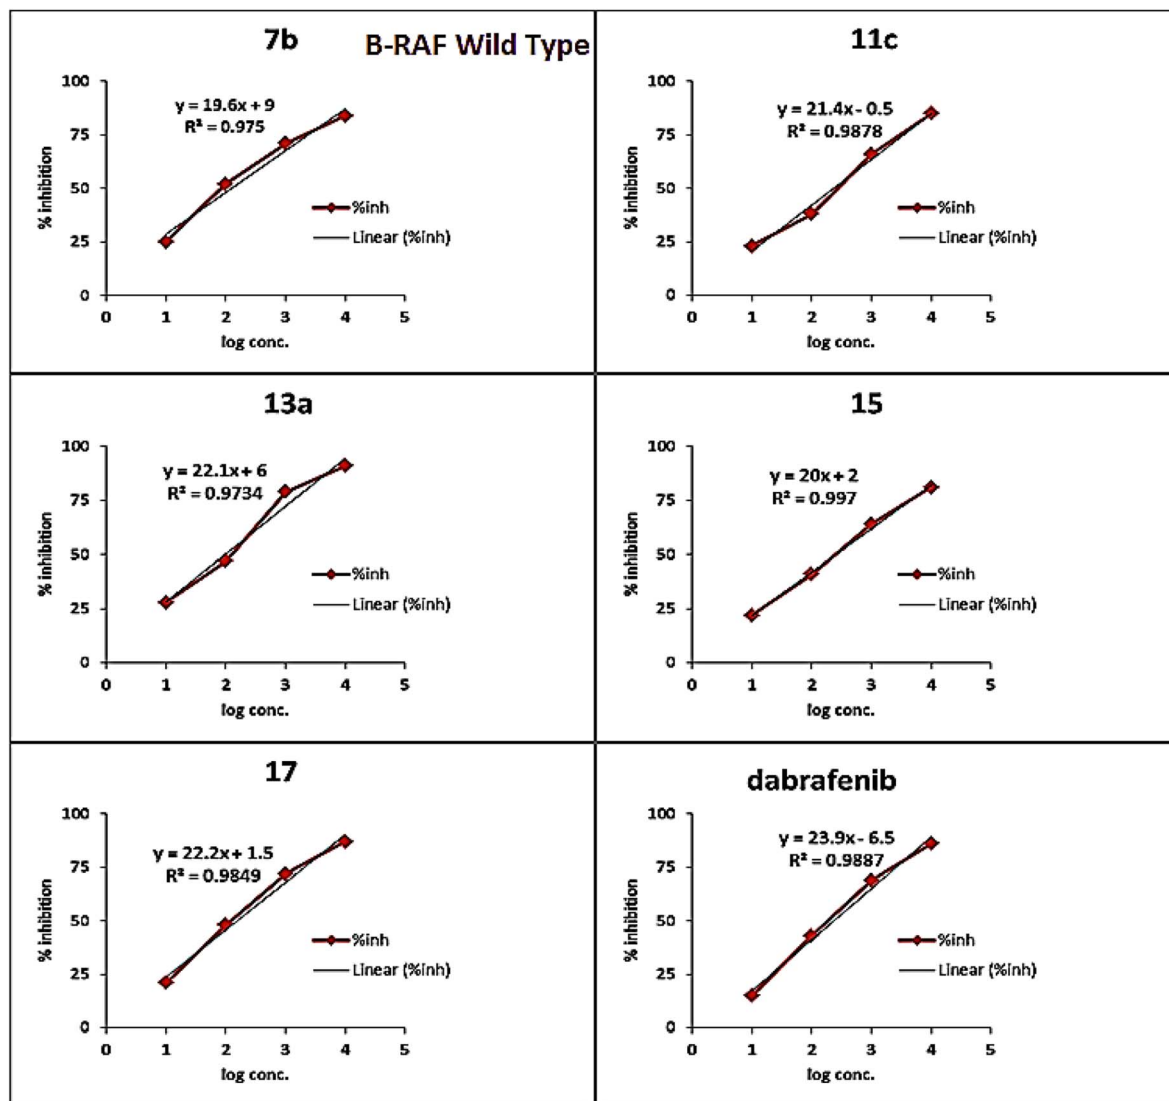 7b
B-RAF Wild Type
100
75
50
25
0
% inhibition
y = 19.6x + 9
R² = 0.975
%inh
Linear (%inh)
0 1 2 3 4 5
log conc.
11c
100
75
50
25
0
% inhibition
y = 21.4x - 0.5
R² = 0.9878
%inh
Linear (%inh)
0 1 2 3 4 5
log conc.
13a
100
75
50
25
0
% inhibition
y = 22.1x + 6
R² = 0.9734
%inh
Linear (%inh)
0 1 2 3 4 5
log conc.
15
100
75
50
25
0
% inhibition
y = 20x + 2
R² = 0.997
%inh
Linear (%inh)
0 1 2 3 4 5
log conc.
17
100
75
50
25
0
% inhibition
y = 22.2x + 1.5
R² = 0.9849
%inh
Linear (%inh)
0 1 2 3 4 5
log conc.
dabrafenib
100
75
50
25
0
% inhibition
y = 23.9x - 6.5
R² = 0.9887
%inh
Linear (%inh)
0 1 2 3 4 5
log conc.